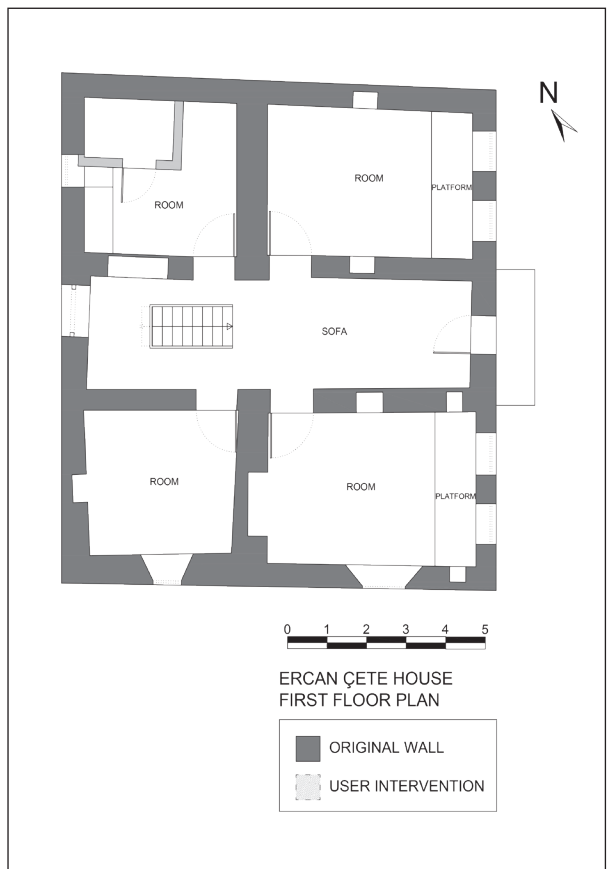 N
ROOM
PLATFORM
ROOM
SOFA
ROOM
ROOM
PLATFORM
0 1 2 3 4 5
ERCAN ÇETE HOUSE
FIRST FLOOR PLAN
ORIGINAL WALL
USER INTERVENTION